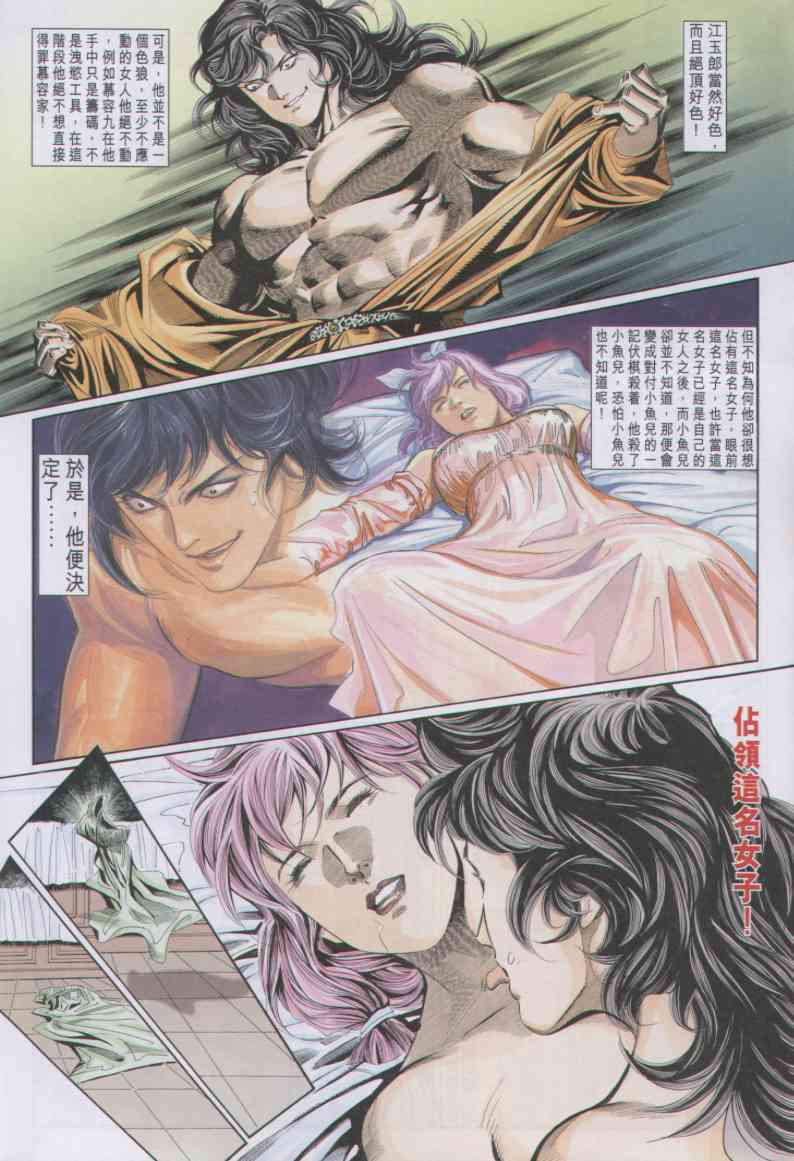 江玉郎當然好色，
而且絕頂好色！
可是，他並不是一
個色狼，至少不應
動的女人他絕不動
，例如慕容九在他
手中只是籌碼，不
是洩慾工具，在這
階段他絕不想直接
得罪慕容家！
但不知為何他卻很想
佔有這名女子，眼前
這名女子，也許當這
名女子已經是自己的
女人之後，而小魚兒
卻並不知道，那便會
變成對付小魚兒的一
記伏棋殺着，他殺了
小魚兒，恐怕小魚兒
也不知道呢！
於是，他便決
定了……
佔領這名女子！